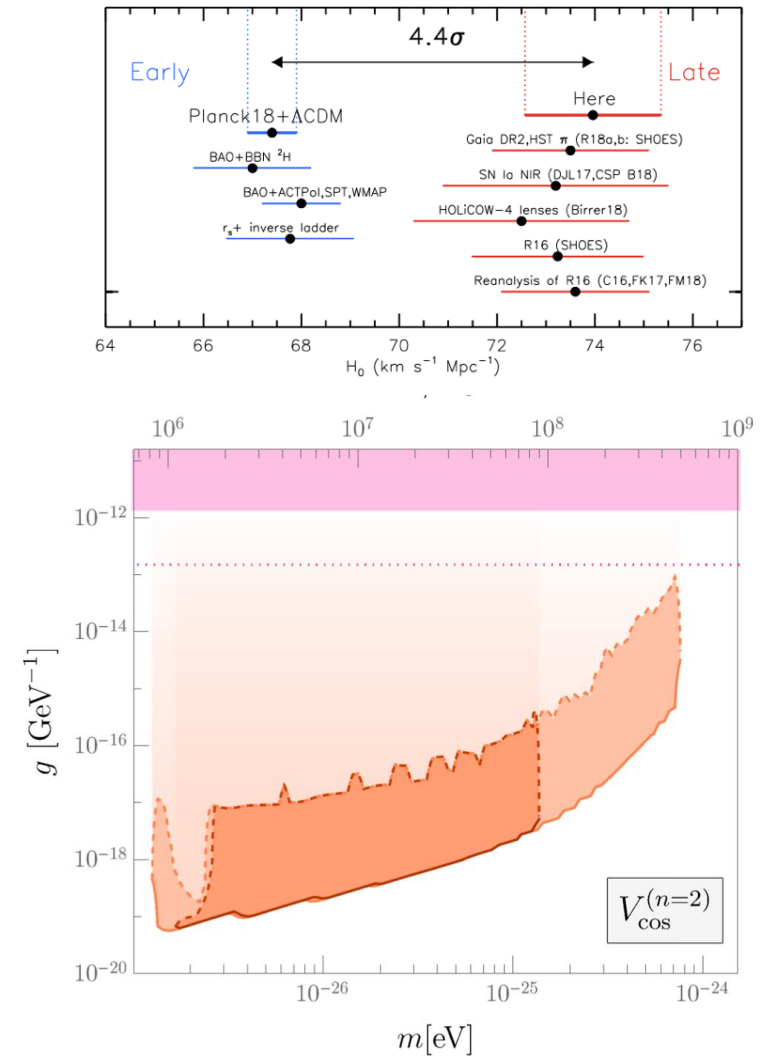 4.4σ
Early
Late
Here
Planck18+ΛCDM
Gaia DR2,HST π (R18a,b: SHOES)
BAO+BBN ²H
SN Ia NIR (DJL17,CSP B18)
BAO+ACTPol,SPT,WMAP
HOLiCOW-4 lenses (Birrer18)
rₛ+ inverse ladder
R16 (SHOES)
Reanalysis of R16 (C16,FK17,FM18)
64 66 68 70 72 74 76
H₀ (km s⁻¹ Mpc⁻¹)
10⁶ 10⁷ 10⁸ 10⁹
10⁻¹²
10⁻¹⁴
10⁻¹⁶
10⁻¹⁸
10⁻²⁰
g [GeV⁻¹]
V_cos^(n=2)
10⁻²⁶ 10⁻²⁵ 10⁻²⁴
m[eV]